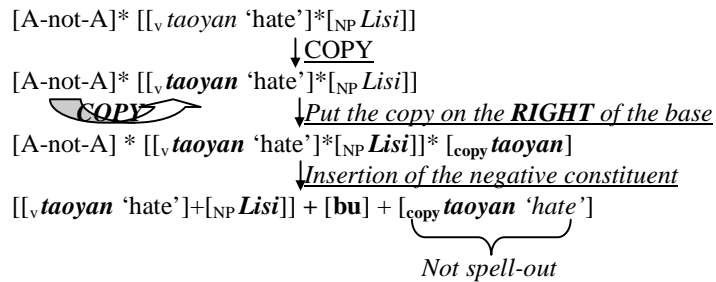 [A-not-A]* [[v taoyan ‘hate’]*[NP Lisi]]
COPY
[A-not-A]* [[v taoyan ‘hate’]*[NP Lisi]]
COPY Put the copy on the RIGHT of the base
[A-not-A] * [[v taoyan ‘hate’]*[NP Lisi]]* [copy taoyan]
Insertion of the negative constituent
[[v taoyan ‘hate’]+[NP Lisi]] + [bu] + [copy taoyan ‘hate’]
Not spell-out